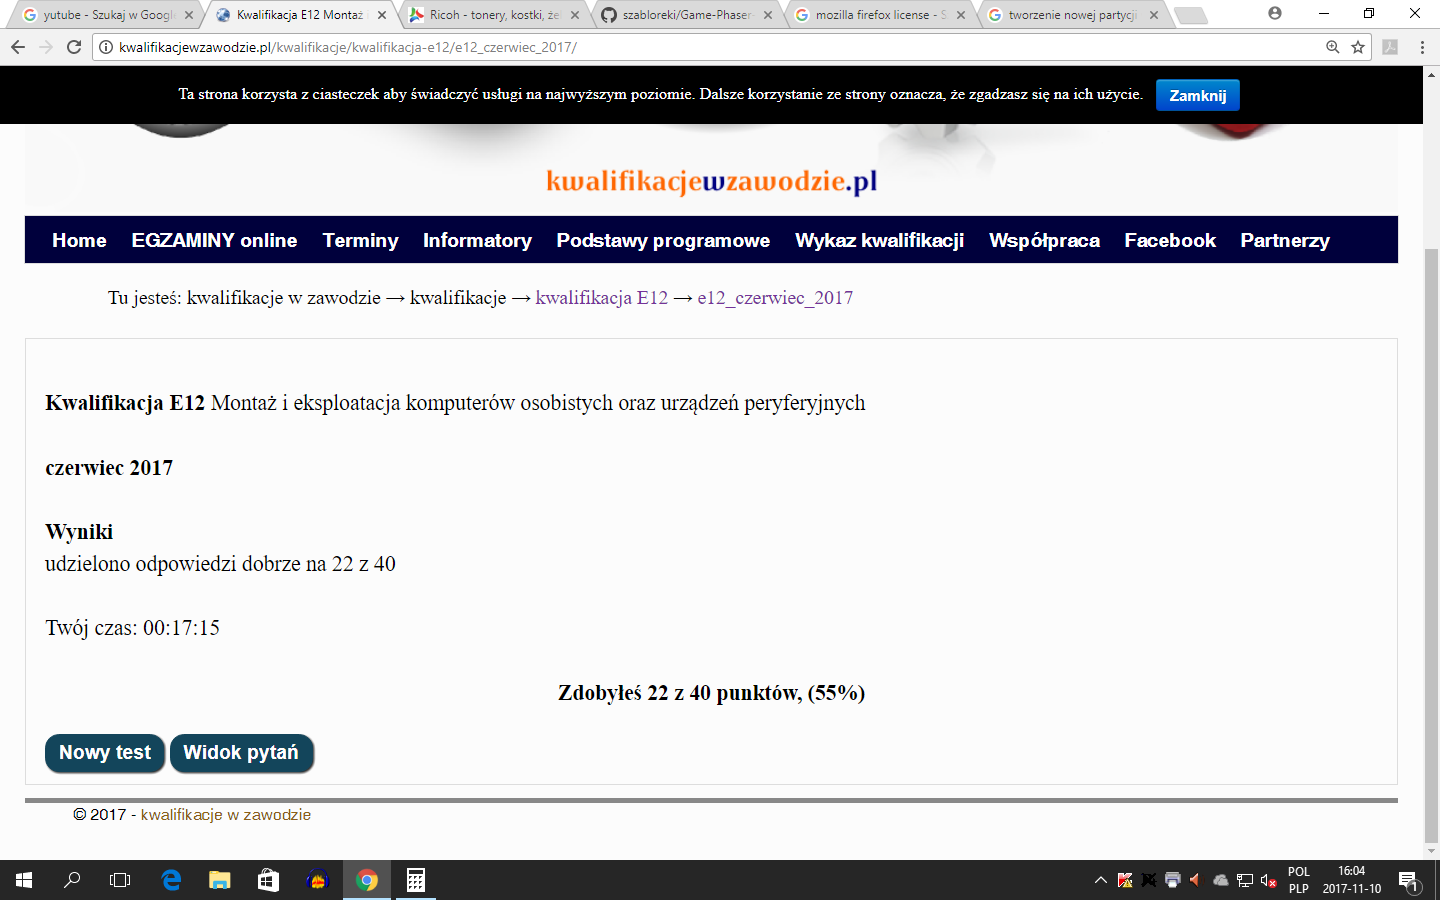 yutube - Szukaj w Google
Kwalifikacja E12 Montaż i
Ricoh - tonery, kostki, żel
szabloreki/Game-Phaser-
mozilla firefox license - S
tworzenie nowej partycji
kwalifikacjewzawodzie.pl/kwalifikacje/kwalifikacja-e12/e12_czerwiec_2017/
Ta strona korzysta z ciasteczek aby świadczyć usługi na najwyższym poziomie. Dalsze korzystanie ze strony oznacza, że zgadzasz się na ich użycie.
Zamknij
kwalifikacjewzawodzie.pl
Home EGZAMINY online Terminy Informatory Podstawy programowe Wykaz kwalifikacji Współpraca Facebook Partnerzy
Tu jesteś: kwalifikacje w zawodzie → kwalifikacje → kwalifikacja E12 → e12_czerwiec_2017
Kwalifikacja E12 Montaż i eksploatacja komputerów osobistych oraz urządzeń peryferyjnych
czerwiec 2017
Wyniki
udzielono odpowiedzi dobrze na 22 z 40
Twój czas: 00:17:15
Zdobyłeś 22 z 40 punktów, (55%)
Nowy test Widok pytań
© 2017 - kwalifikacje w zawodzie
POL
PLP
16:04
2017-11-10
1